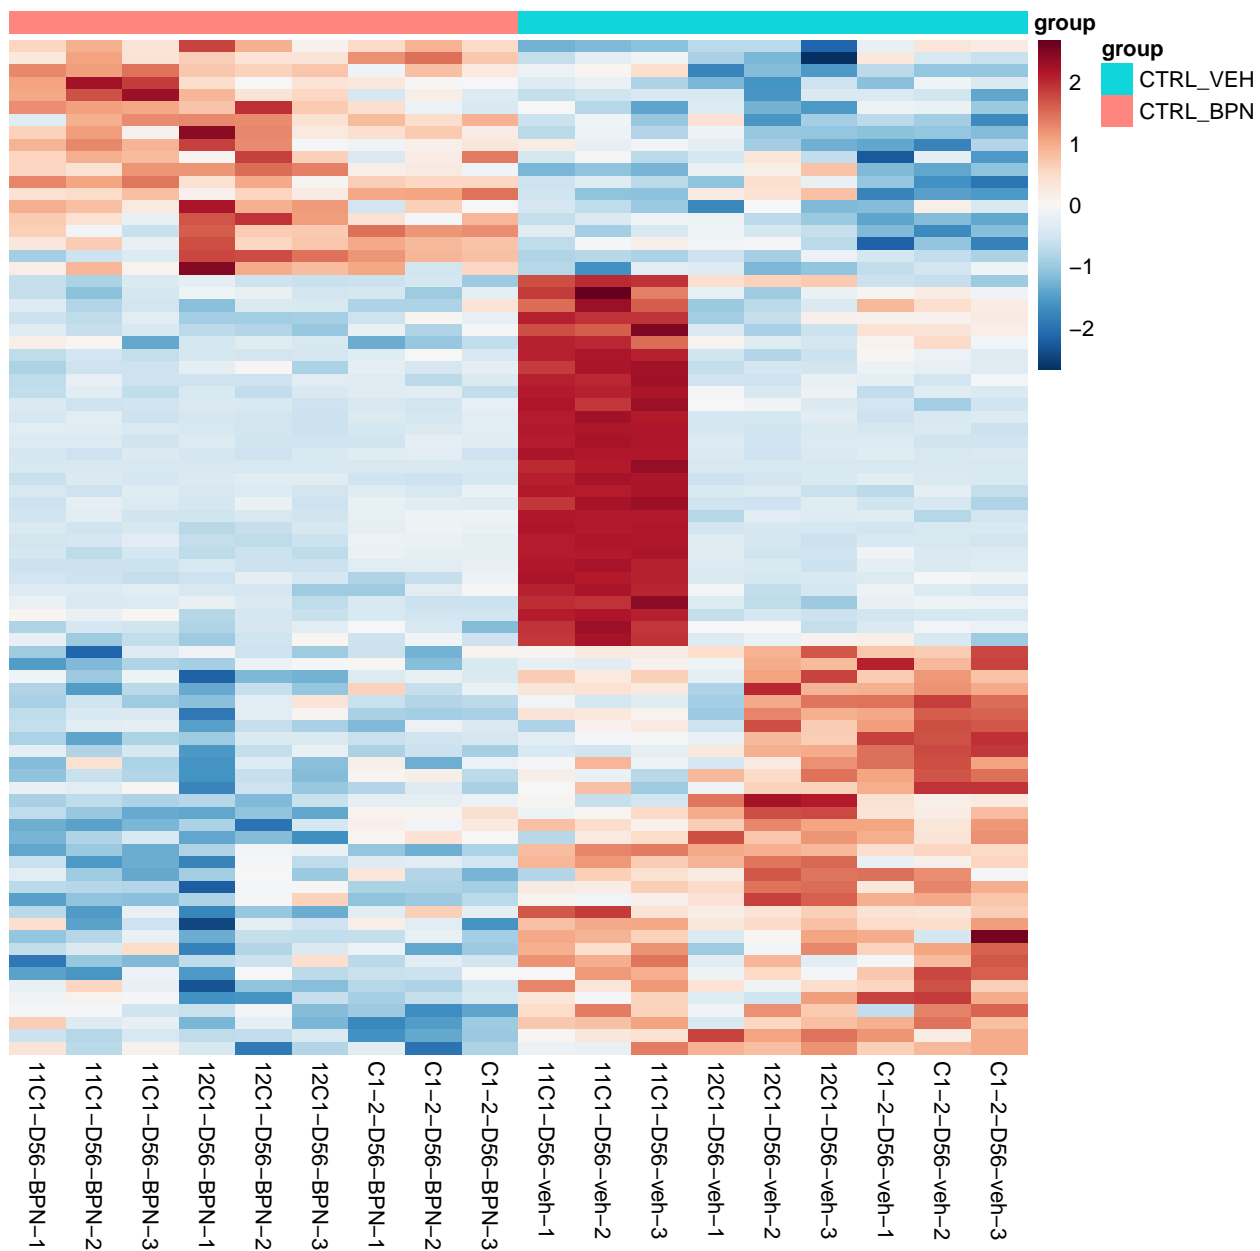 group
group
CTRL_VEH
CTRL_BPN
2
1
0
−1
−2
11C1−D56−BPN−1
11C1−D56−BPN−2
11C1−D56−BPN−3
12C1−D56−BPN−1
12C1−D56−BPN−2
12C1−D56−BPN−3
C1−2−D56−BPN−1
C1−2−D56−BPN−2
C1−2−D56−BPN−3
11C1−D56−veh−1
11C1−D56−veh−2
11C1−D56−veh−3
12C1−D56−veh−1
12C1−D56−veh−2
12C1−D56−veh−3
C1−2−D56−veh−1
C1−2−D56−veh−2
C1−2−D56−veh−3